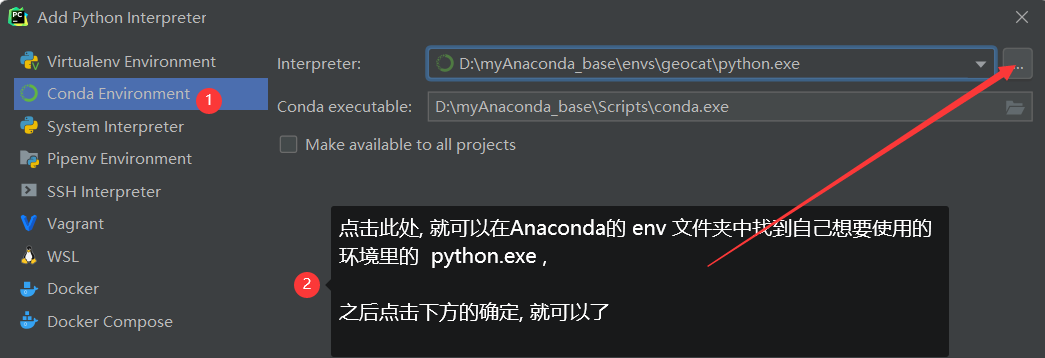 Add Python Interpreter
Virtualenv Environment
Conda Environment
1
System Interpreter
Pipenv Environment
SSH Interpreter
Vagrant
WSL
Docker
Docker Compose
Interpreter:
D:\myAnaconda_base\envs\geocat\python.exe
...
Conda executable:
D:\myAnaconda_base\Scripts\conda.exe
Make available to all projects
2
点击此处, 就可以在Anaconda的 env 文件夹中找到自己想要使用的
环境里的 python.exe ,
之后点击下方的确定, 就可以了